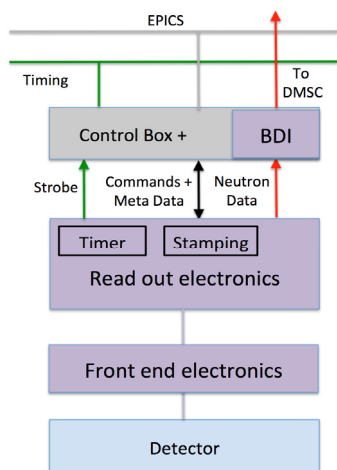 EPICS
Timing
To
DMSC
Control Box +
BDI
Strobe
Commands +
Meta Data
Neutron
Data
Timer
Stamping
Read out electronics
Front end electronics
Detector